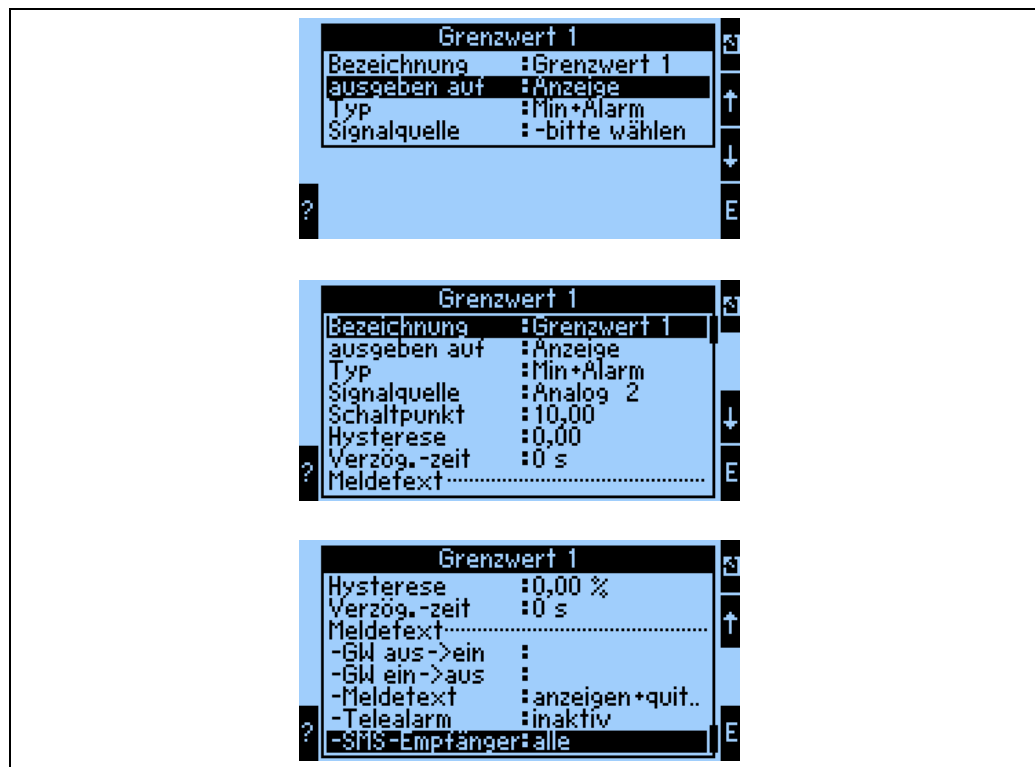 Grenzwert 1
Bezeichnung :Grenzwert 1
ausgeben auf :Anzeige
Typ :Min+Alarm
Signalquelle :-bitte wählen
? E
Grenzwert 1
Bezeichnung :Grenzwert 1
ausgeben auf :Anzeige
Typ :Min+Alarm
Signalquelle :Analog 2
Schaltpunkt :10,00
Hysterese :0,00
Verzög.-zeit :0 s
Meldetext
? E
Grenzwert 1
Hysterese :0,00 %
Verzög.-zeit :0 s
Meldetext
-GW aus->ein :
-GW ein->aus :
-Meldetext :anzeigen+quit..
-Telealarm :inaktiv
-SMS-Empfänger:alle
? E